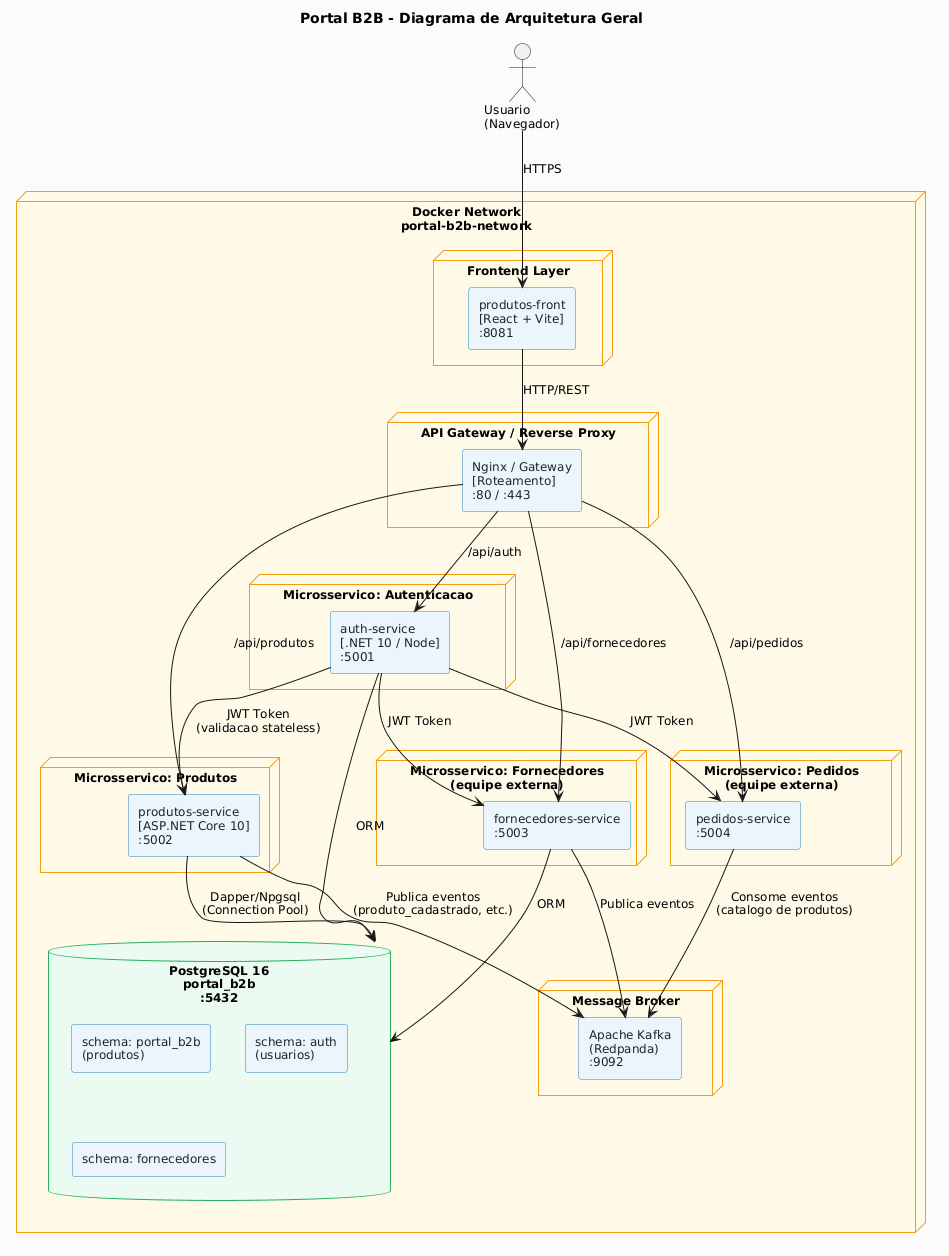 Portal B2B - Diagrama de Arquitetura Geral
Usuario
(Navegador)
HTTPS
Docker Network
portal-b2b-network
Frontend Layer
produtos-front
[React + Vite]
:8081
HTTP/REST
API Gateway / Reverse Proxy
Nginx / Gateway
[Roteamento]
:80 / :443
/api/auth
Microsservico: Autenticacao
auth-service
[.NET 10 / Node]
:5001
/api/produtos
/api/fornecedores
/api/pedidos
JWT Token
(validacao stateless)
JWT Token
JWT Token
Microsservico: Produtos
produtos-service
[ASP.NET Core 10]
:5002
Microsservico: Fornecedores
(equipe externa)
fornecedores-service
:5003
Microsservico: Pedidos
(equipe externa)
pedidos-service
:5004
ORM
Dapper/Npgsql
(Connection Pool)
Publica eventos
(produto_cadastrado, etc.)
ORM
Publica eventos
Consome eventos
(catalogo de produtos)
PostgreSQL 16
portal_b2b
:5432
schema: portal_b2b
(produtos)
schema: auth
(usuarios)
schema: fornecedores
Message Broker
Apache Kafka
(Redpanda)
:9092